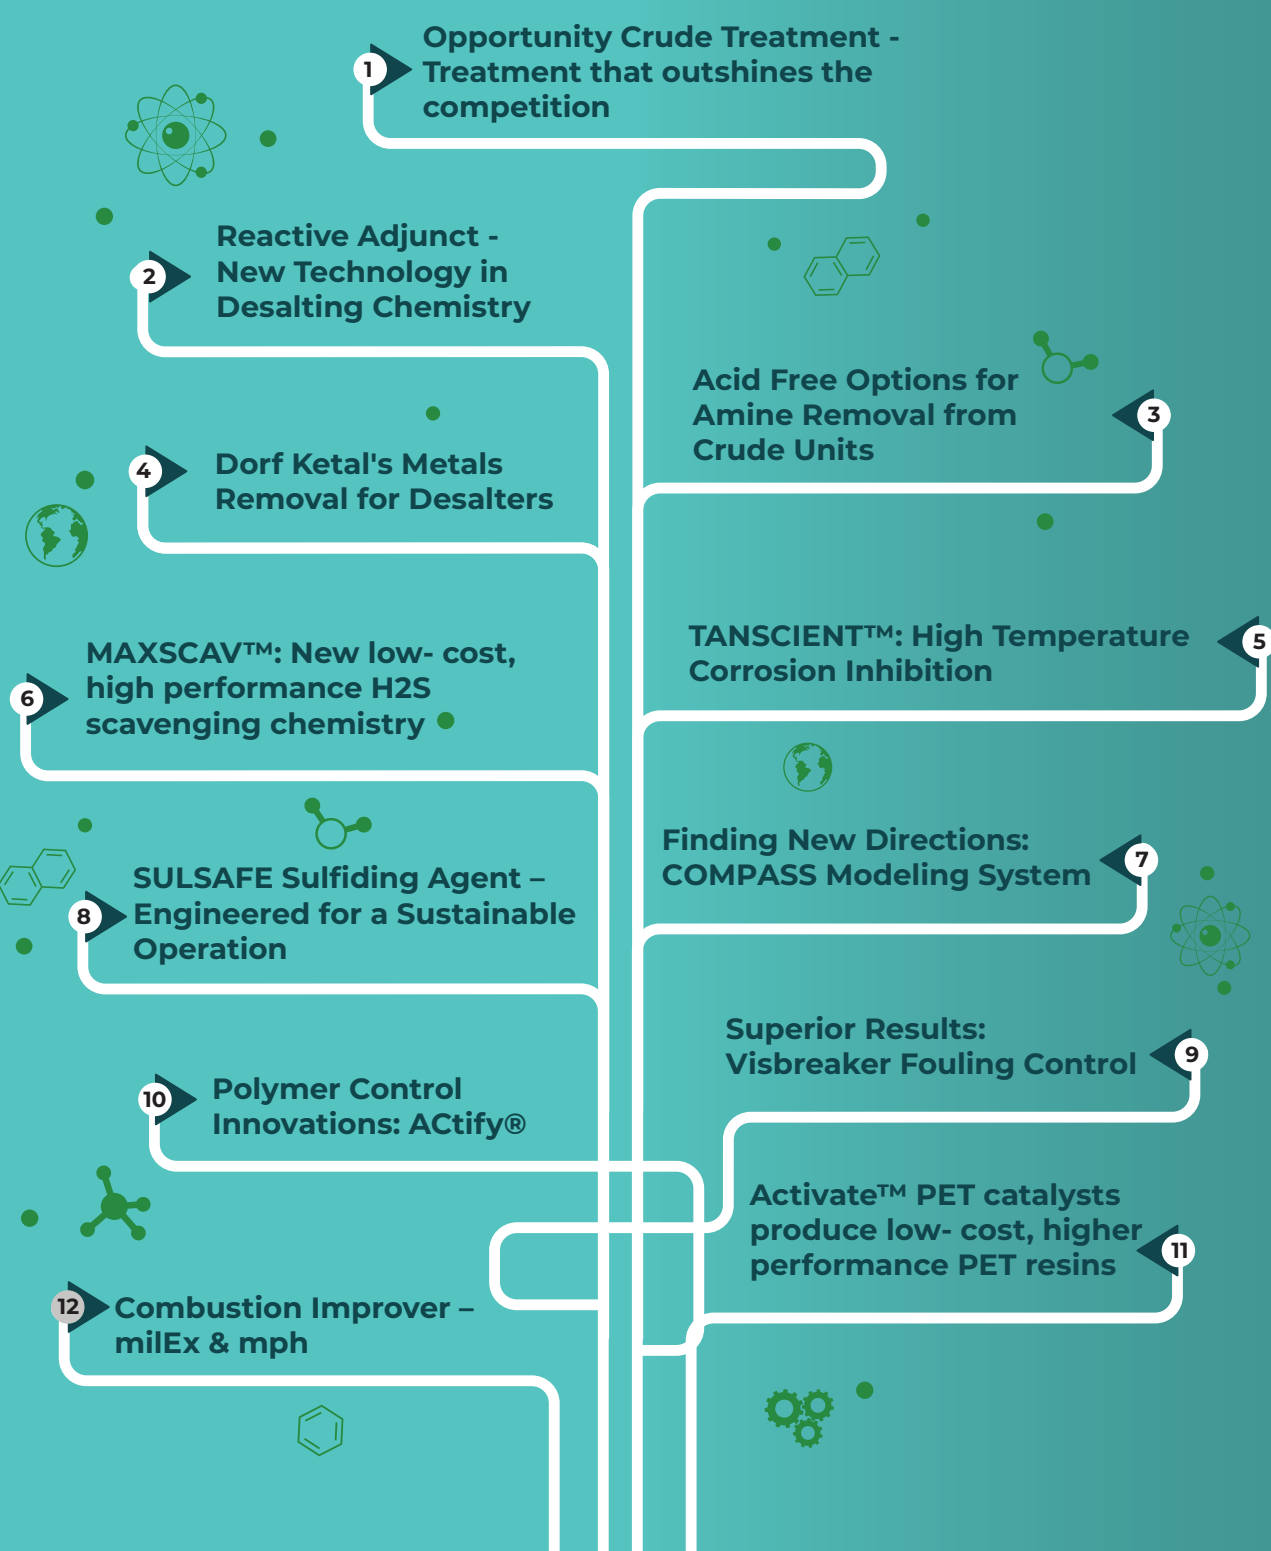 1
Opportunity Crude Treatment -
Treatment that outshines the
competition
2
Reactive Adjunct -
New Technology in
Desalting Chemistry
3
Acid Free Options for
Amine Removal from
Crude Units
4
Dorf Ketal's Metals
Removal for Desalters
5
TANSCIENT™: High Temperature
Corrosion Inhibition
6
MAXSCAV™: New low- cost,
high performance H2S
scavenging chemistry
7
Finding New Directions:
COMPASS Modeling System
8
SULSAFE Sulfiding Agent –
Engineered for a Sustainable
Operation
9
Superior Results:
Visbreaker Fouling Control
10
Polymer Control
Innovations: ACtify®
11
Activate™ PET catalysts
produce low- cost, higher
performance PET resins
12
Combustion Improver –
milEx & mph